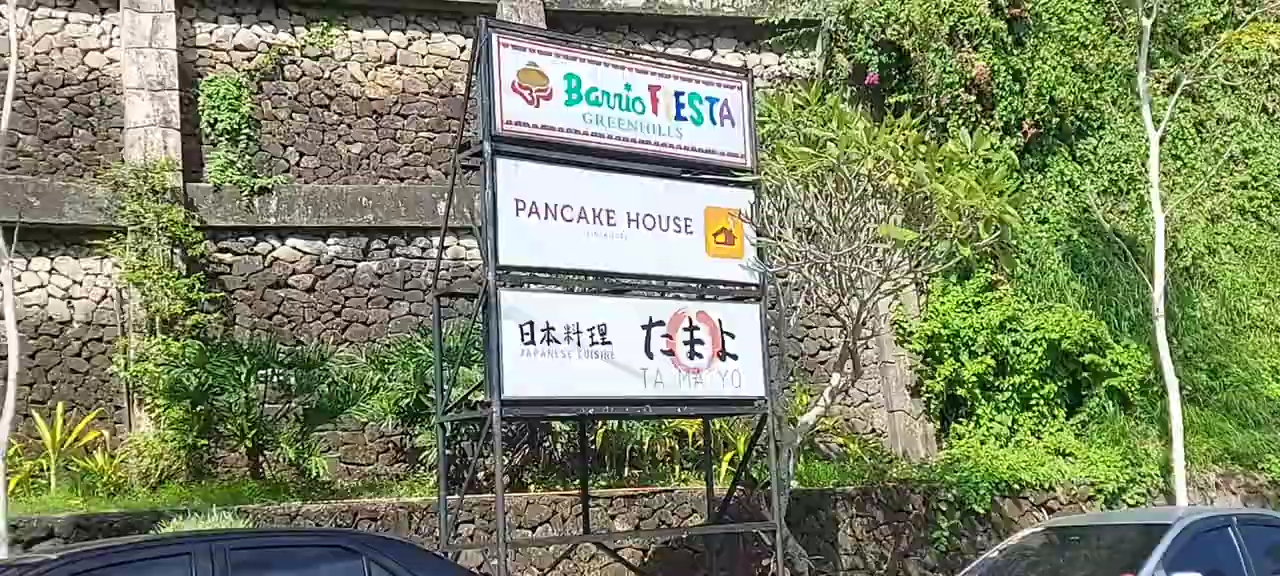 Barrio FIESTA
GREENHILLS
PANCAKE HOUSE
日本料理
JAPANESE CUISINE
たまよ
TA MA YO